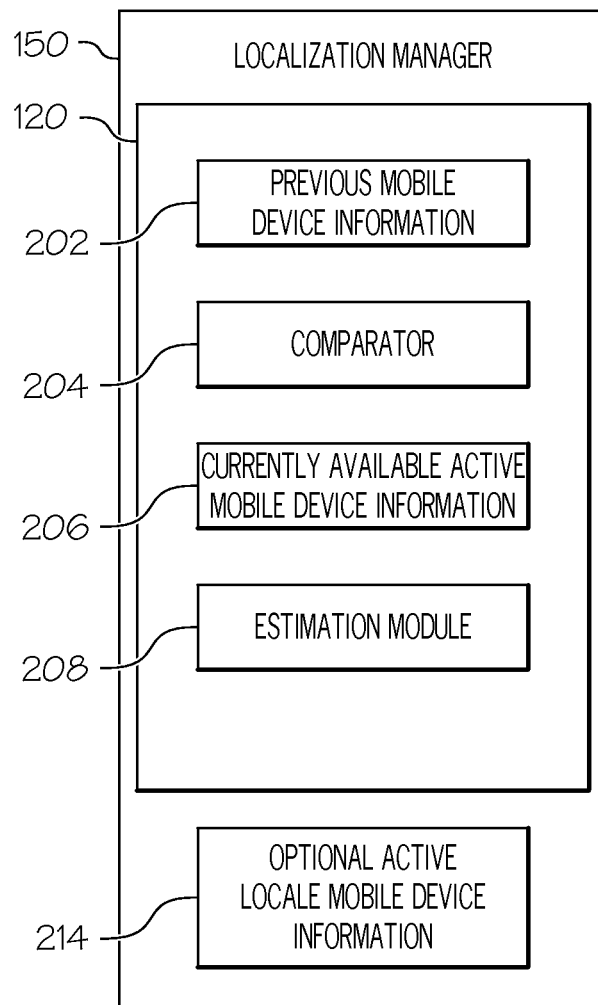 150
LOCALIZATION MANAGER
120
PREVIOUS MOBILE
DEVICE INFORMATION
202
COMPARATOR
204
CURRENTLY AVAILABLE ACTIVE
MOBILE DEVICE INFORMATION
206
ESTIMATION MODULE
208
OPTIONAL ACTIVE
LOCALE MOBILE DEVICE
INFORMATION
214